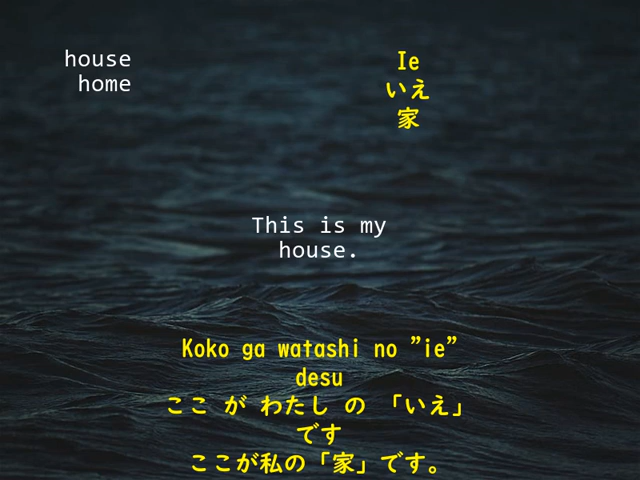 house
home
Ie
いえ
家
This is my
house.
Koko ga watashi no ”ie”
desu
ここ が わたし の 「いえ」
です
ここが私の「家」です。